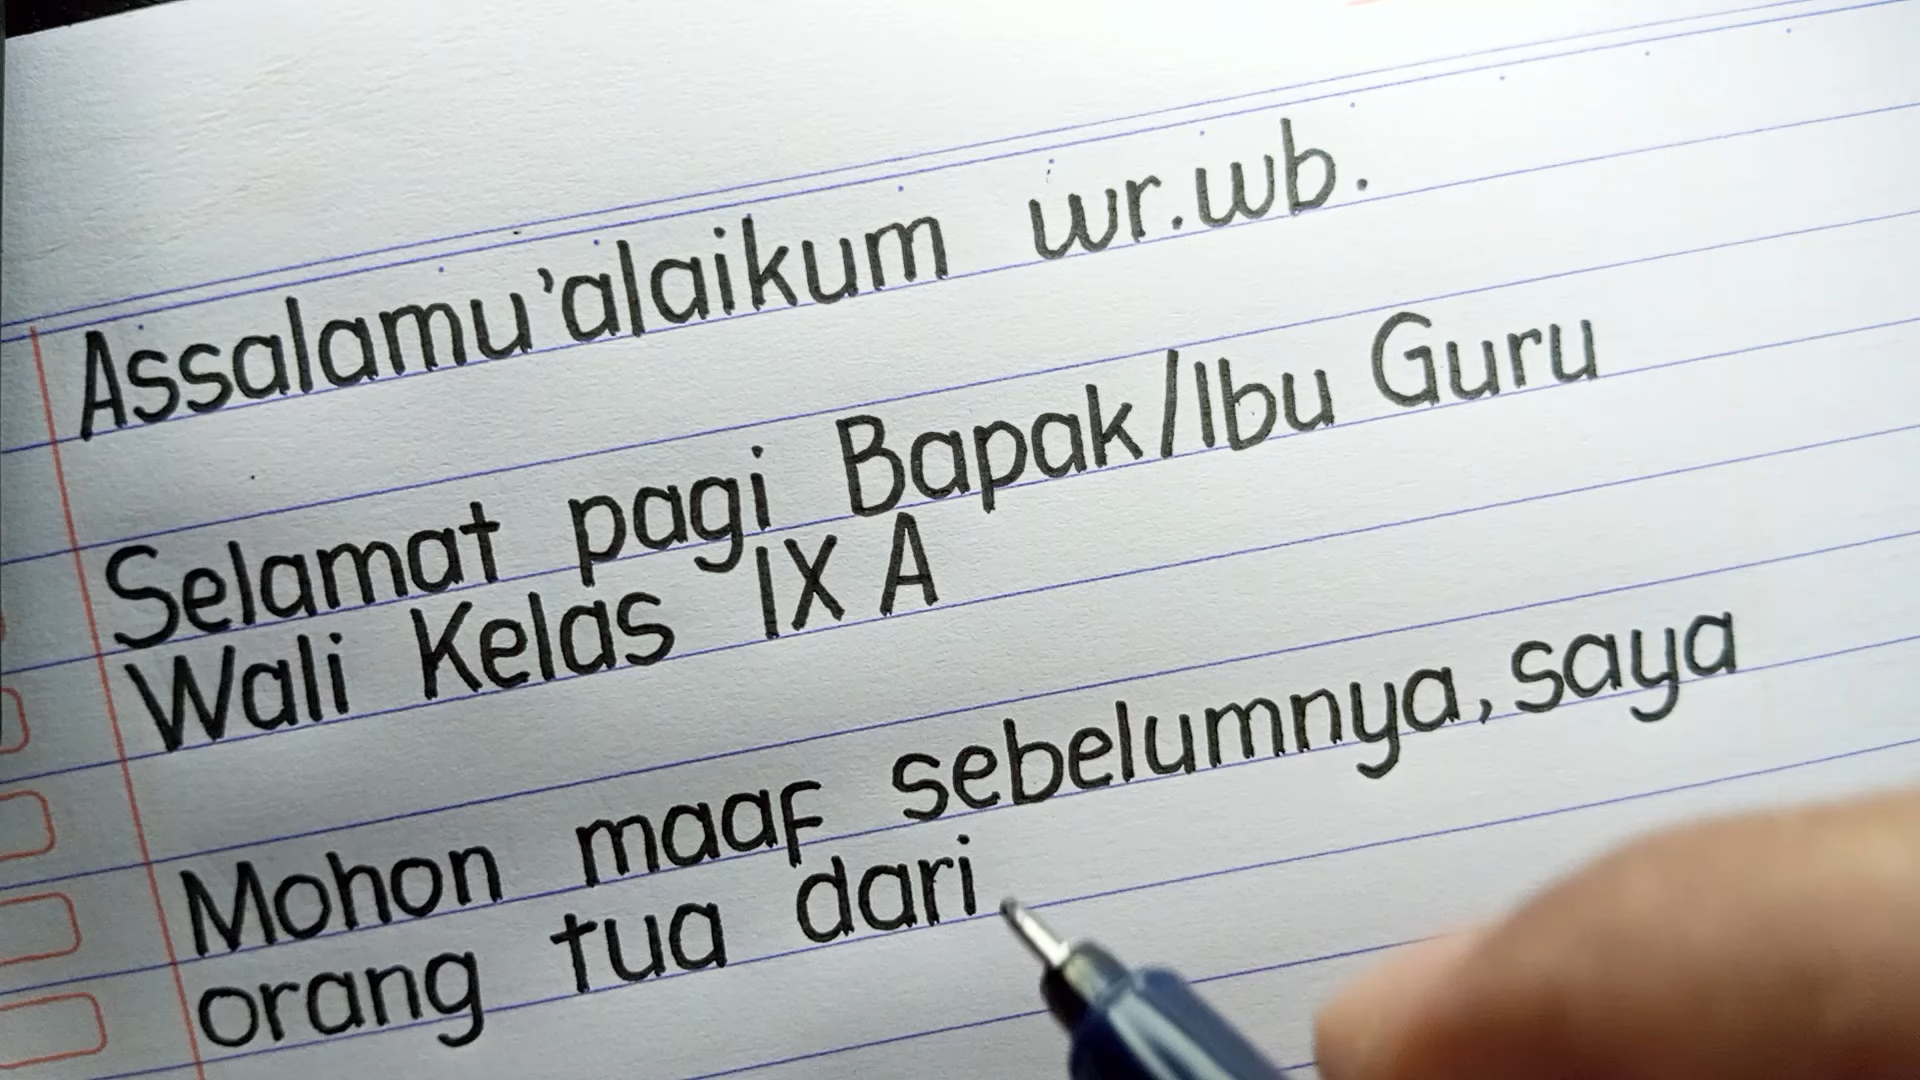 Assalamu'alaikum wr.wb.
Selamat pagi Bapak/Ibu Guru
Wali Kelas IX A
Mohon maaf sebelumnya, saya
orang tua dari